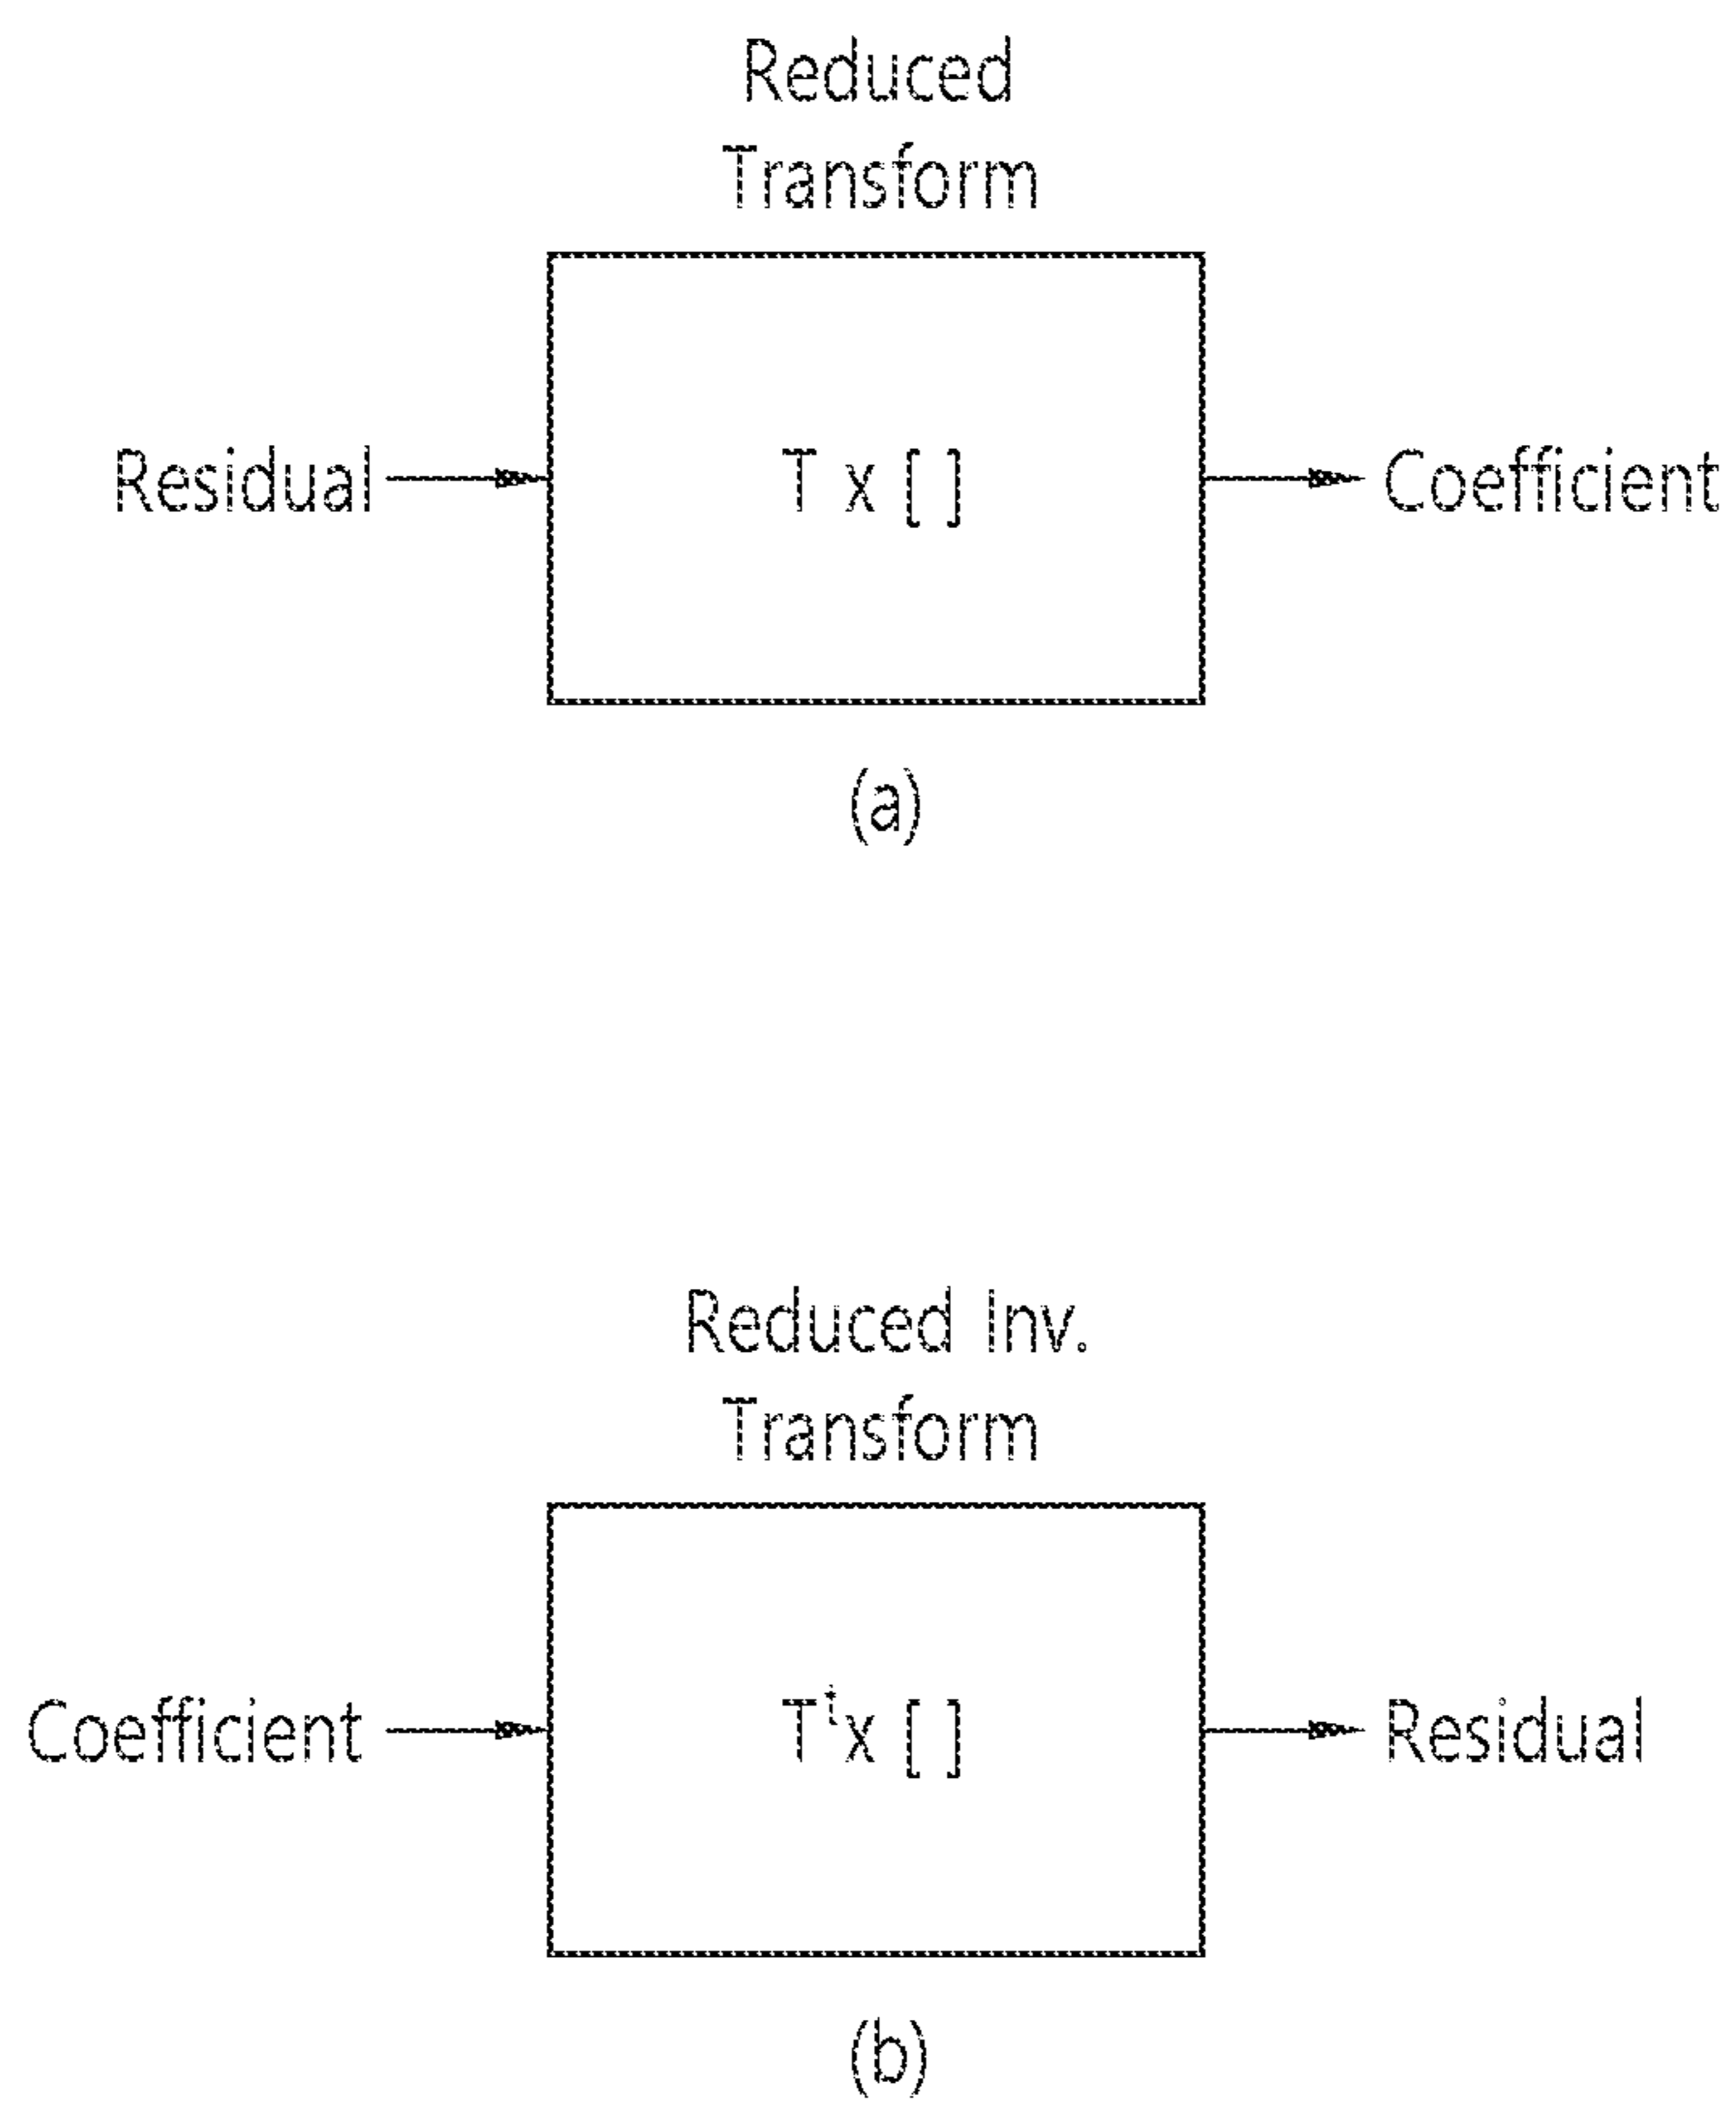 Reduced
Transform
Residual
T x [ ]
Coefficient
(a)
Reduced Inv.
Transform
Coefficient
Tᵗx [ ]
Residual
(b)